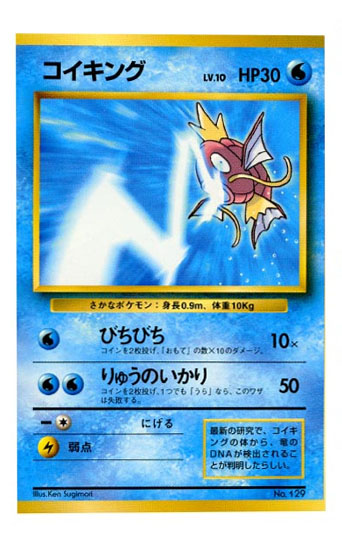 コイキング LV.10 HP30
さかなポケモン：身長0.9m、体重10Kg
びちびち 10×
コインを2枚投げ、「おもて」の数×10のダメージ。
りゅうのいかり 50
コインを2枚投げ、1つでも「うら」なら、このワザ
は失敗する。
にげる
弱点
最新の研究で、コイキ
ングの体から、竜の
DNAが検出されるこ
とが判明したらしい。
Illus.Ken Sugimori
No.129